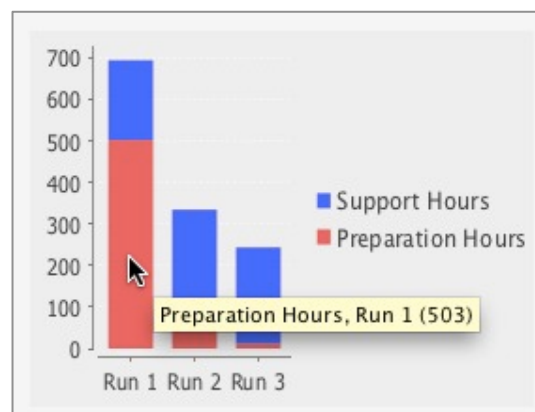 700
600
500
400
300
200
100
0
Support Hours
Preparation Hours
Preparation Hours, Run 1 (503)
Run 1 Run 2 Run 3